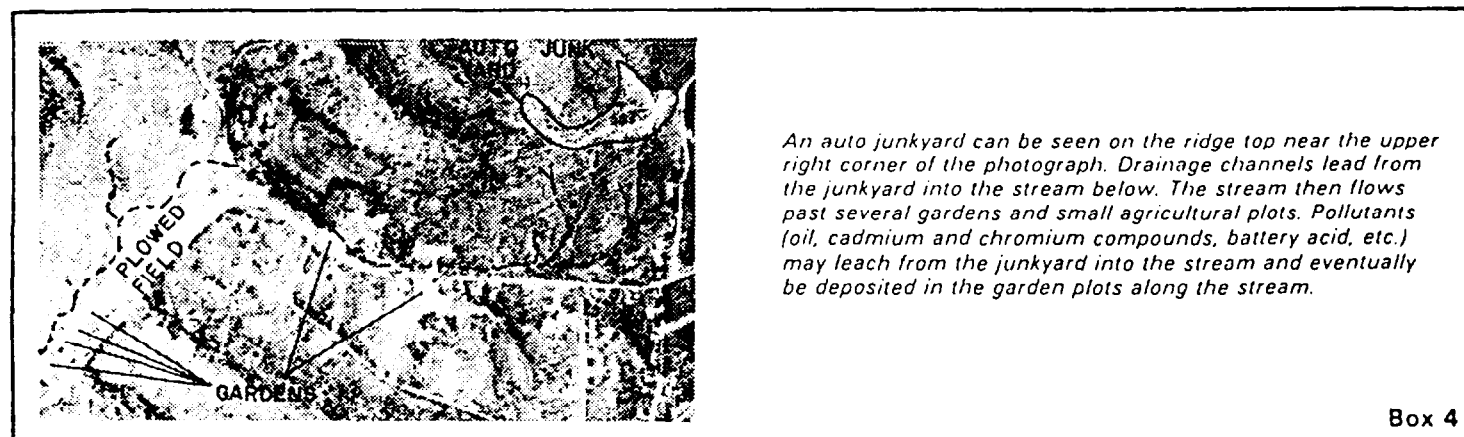 AUTO JUNK
YARD
PLOWED
FIELD
GARDENS
An auto junkyard can be seen on the ridge top near the upper
right corner of the photograph. Drainage channels lead from
the junkyard into the stream below. The stream then flows
past several gardens and small agricultural plots. Pollutants
(oil, cadmium and chromium compounds, battery acid, etc.)
may leach from the junkyard into the stream and eventually
be deposited in the garden plots along the stream.
Box 4